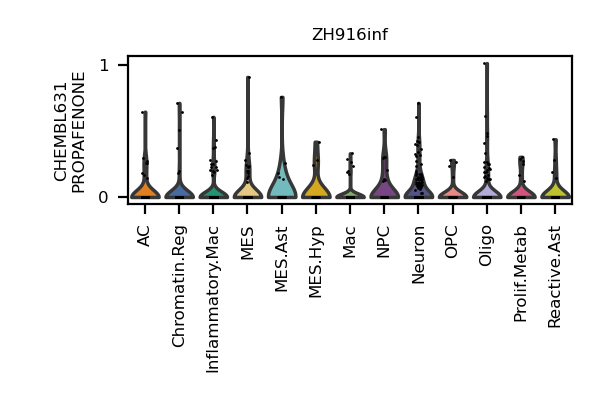 ZH916inf
CHEMBL631
PROPAFENONE
1
0
AC
Chromatin.Reg
Inflammatory.Mac
MES
MES.Ast
MES.Hyp
Mac
NPC
Neuron
OPC
Oligo
Prolif.Metab
Reactive.Ast